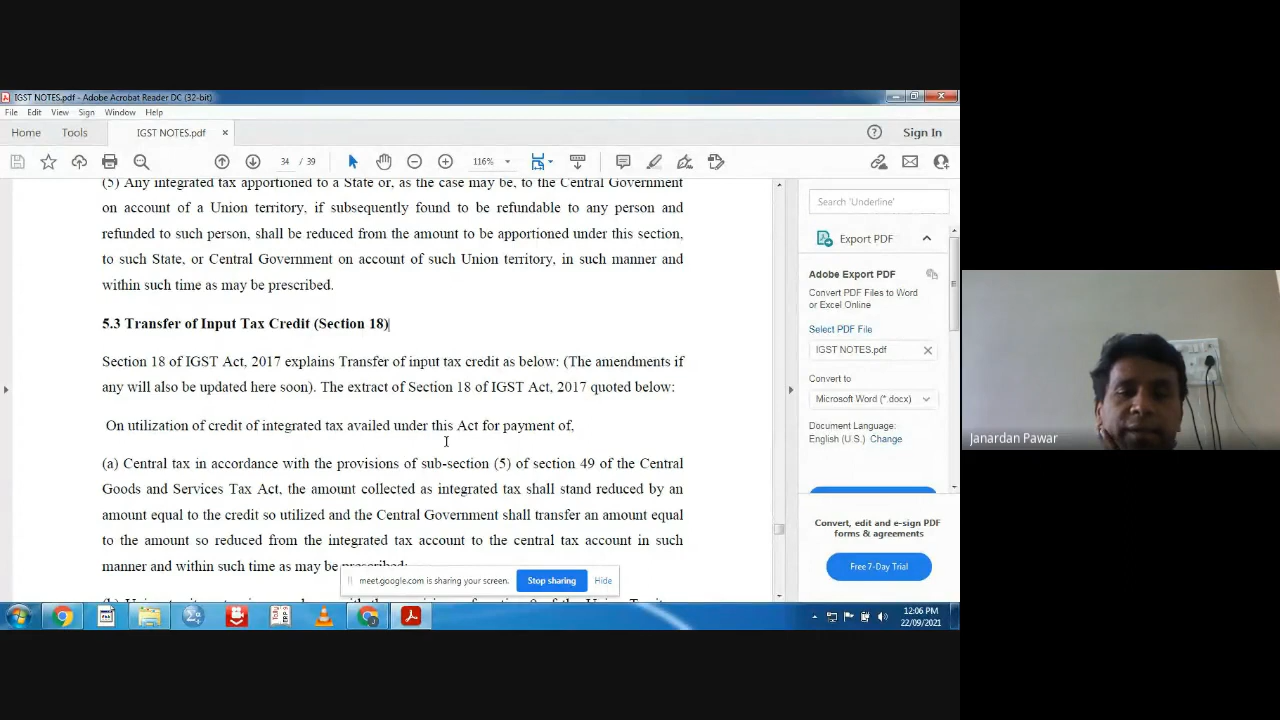 IGST NOTES.pdf - Adobe Acrobat Reader DC (32-bit)
File Edit View Sign Window Help
Home Tools IGST NOTES.pdf × Sign In
34 / 39 116%
(5) Any integrated tax apportioned to a State or, as the case may be, to the Central Government
on account of a Union territory, if subsequently found to be refundable to any person and
refunded to such person, shall be reduced from the amount to be apportioned under this section,
to such State, or Central Government on account of such Union territory, in such manner and
within such time as may be prescribed.
5.3 Transfer of Input Tax Credit (Section 18)
Section 18 of IGST Act, 2017 explains Transfer of input tax credit as below: (The amendments if
any will also be updated here soon). The extract of Section 18 of IGST Act, 2017 quoted below:
On utilization of credit of integrated tax availed under this Act for payment of,
(a) Central tax in accordance with the provisions of sub-section (5) of section 49 of the Central
Goods and Services Tax Act, the amount collected as integrated tax shall stand reduced by an
amount equal to the credit so utilized and the Central Government shall transfer an amount equal
to the amount so reduced from the integrated tax account to the central tax account in such
manner and within such time as may be prescribed;
Search 'Underline'
Export PDF
Adobe Export PDF
Convert PDF Files to Word
or Excel Online
Select PDF File
IGST NOTES.pdf
Convert to
Microsoft Word (*.docx)
Document Language:
English (U.S.) Change
Convert, edit and e-sign PDF
forms & agreements
Free 7-Day Trial
meet.google.com is sharing your screen. Stop sharing Hide
12:06 PM
22/09/2021
Janardan Pawar